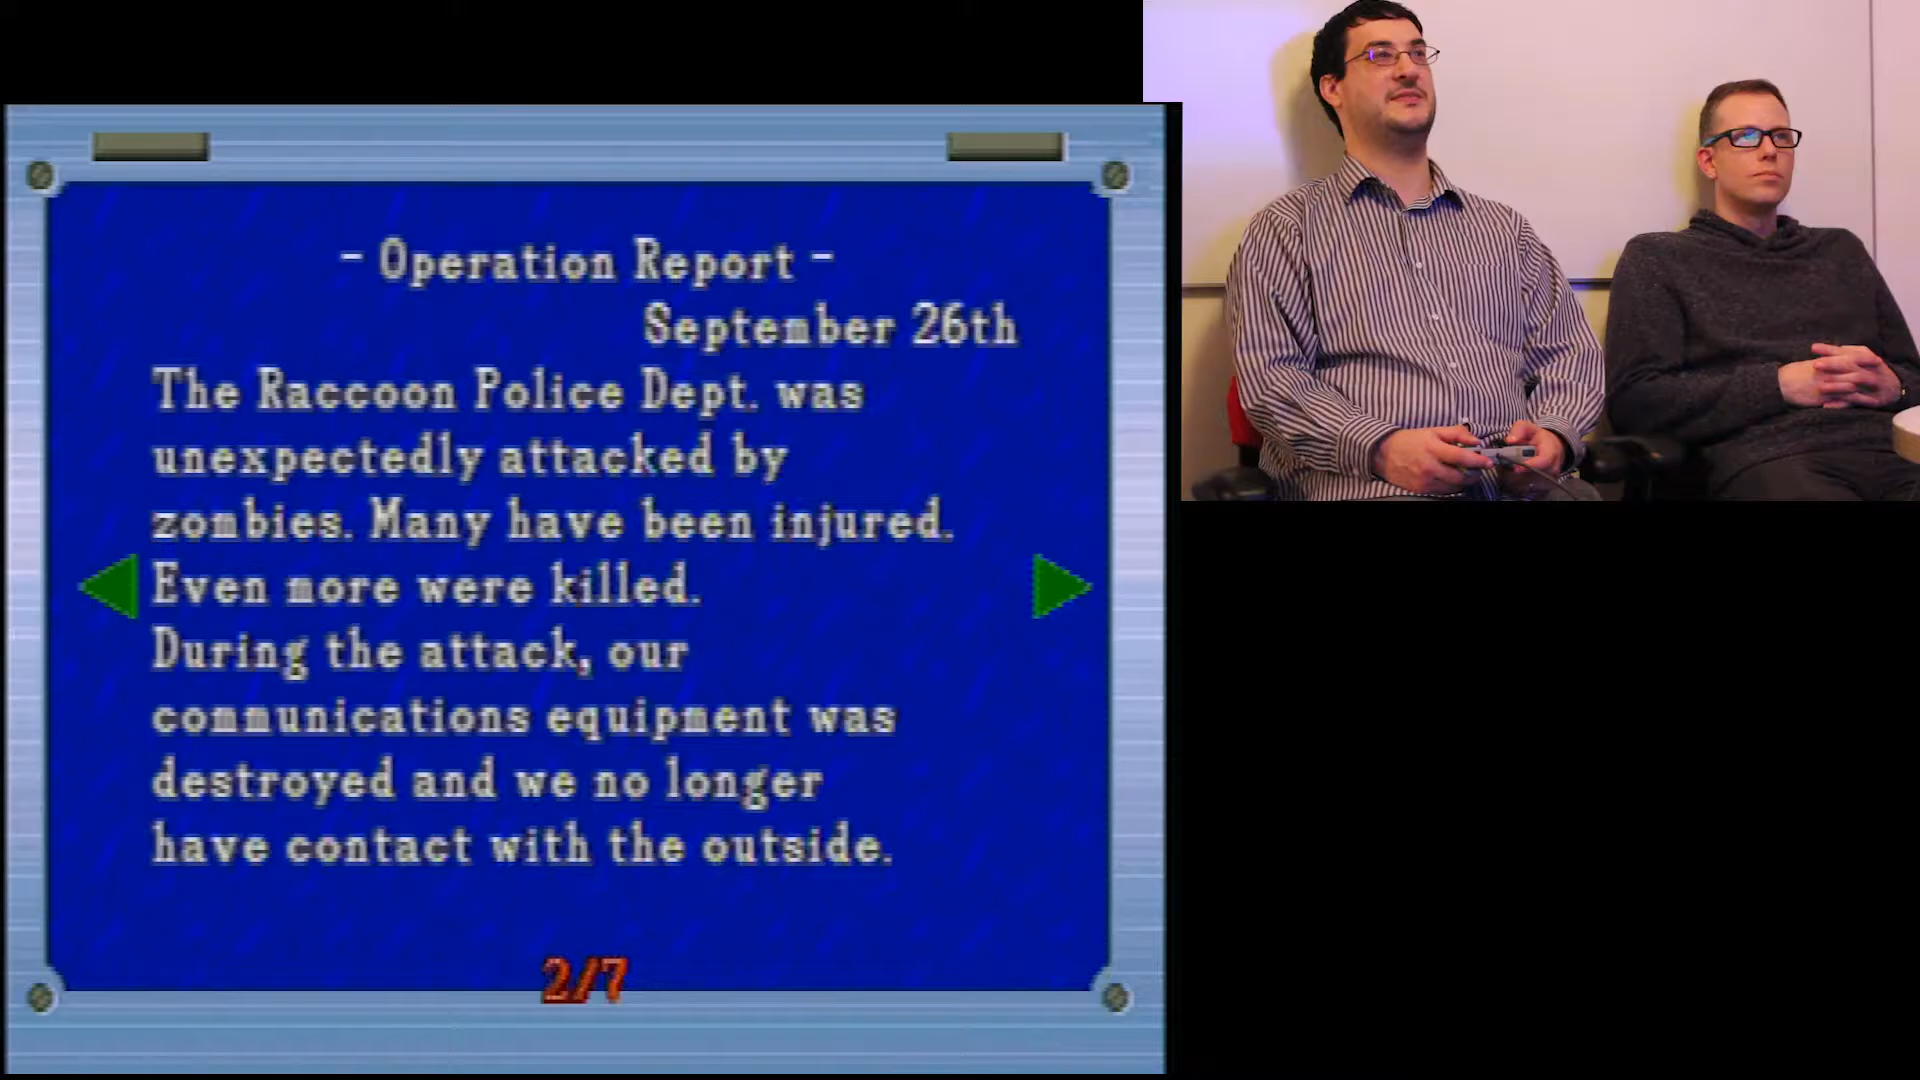 - Operation Report -
September 26th
The Raccoon Police Dept. was
unexpectedly attacked by
zombies. Many have been injured.
Even more were killed.
During the attack, our
communications equipment was
destroyed and we no longer
have contact with the outside.
2/7